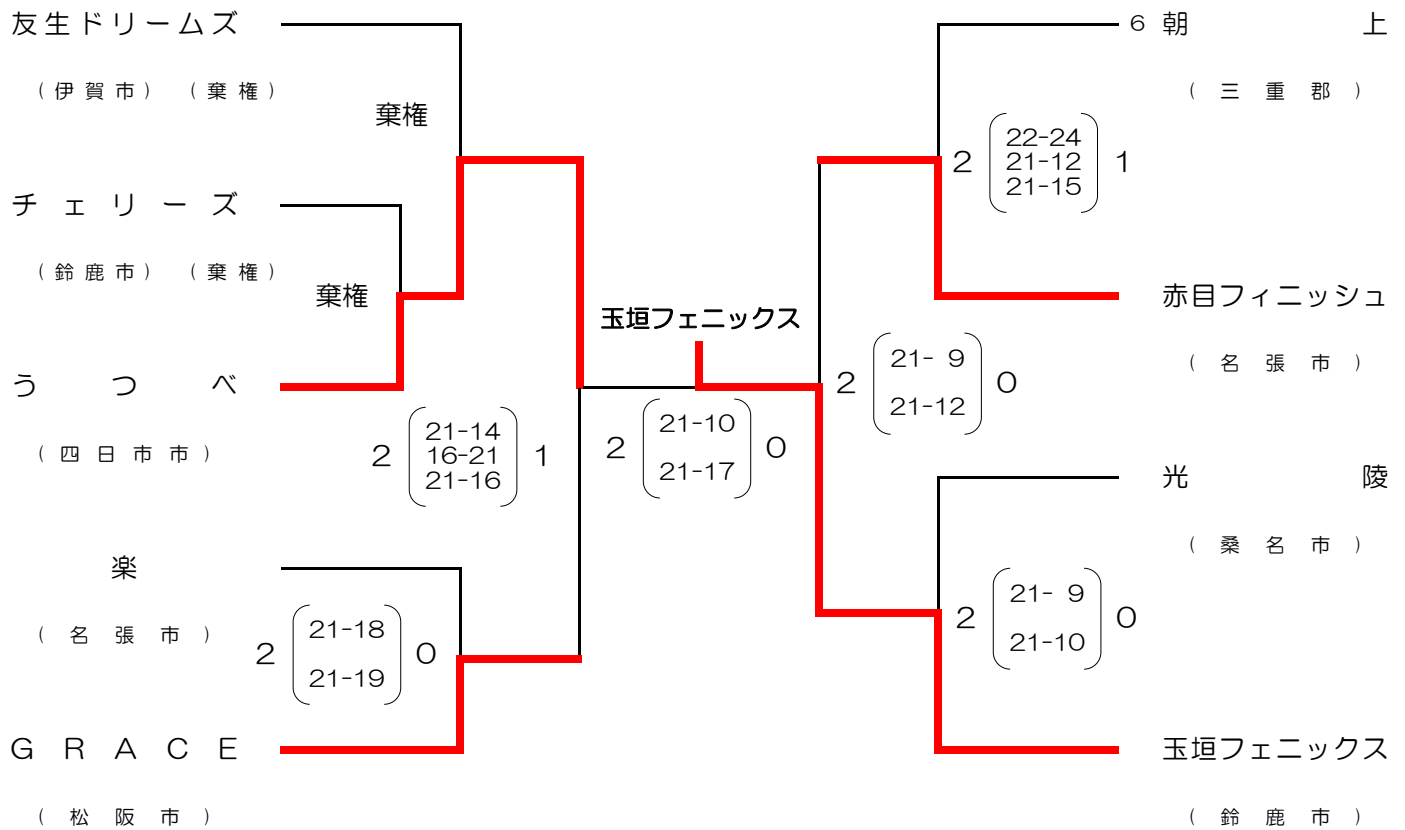 友生ドリームズ
（伊賀市）（棄権）
棄権
チェリーズ
（鈴鹿市）（棄権）
棄権
うつべ
（四日市市）
2 21-14 1
16-21
21-16
楽
（名張市）
2 21-18 0
21-19
GRACE
（松阪市）
玉垣フェニックス
2 21-10 0
21-17
6 朝上
（三重郡）
2 22-24 1
21-12
21-15
赤目フィニッシュ
（名張市）
2 21- 9 0
21-12
光陵
（桑名市）
2 21- 9 0
21-10
玉垣フェニックス
（鈴鹿市）